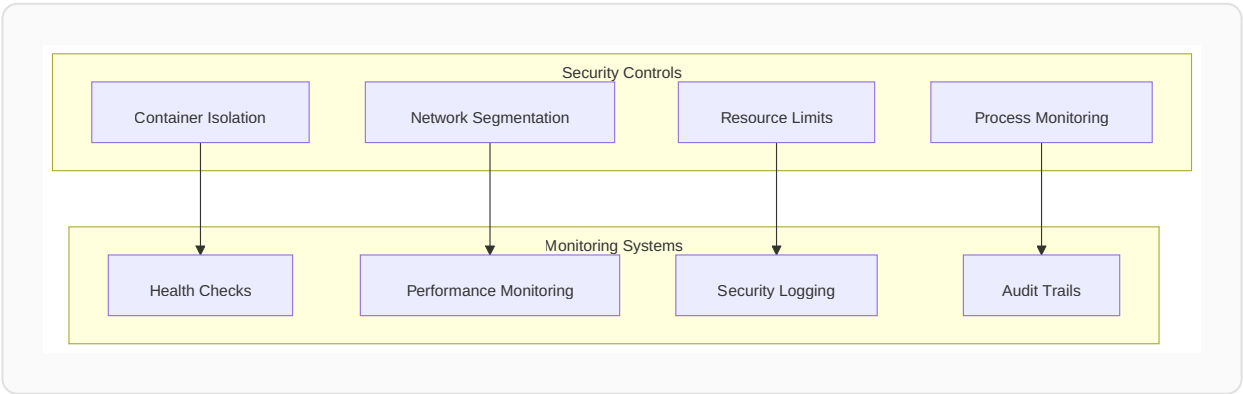 Security Controls
Container Isolation
Network Segmentation
Resource Limits
Process Monitoring
Monitoring Systems
Health Checks
Performance Monitoring
Security Logging
Audit Trails